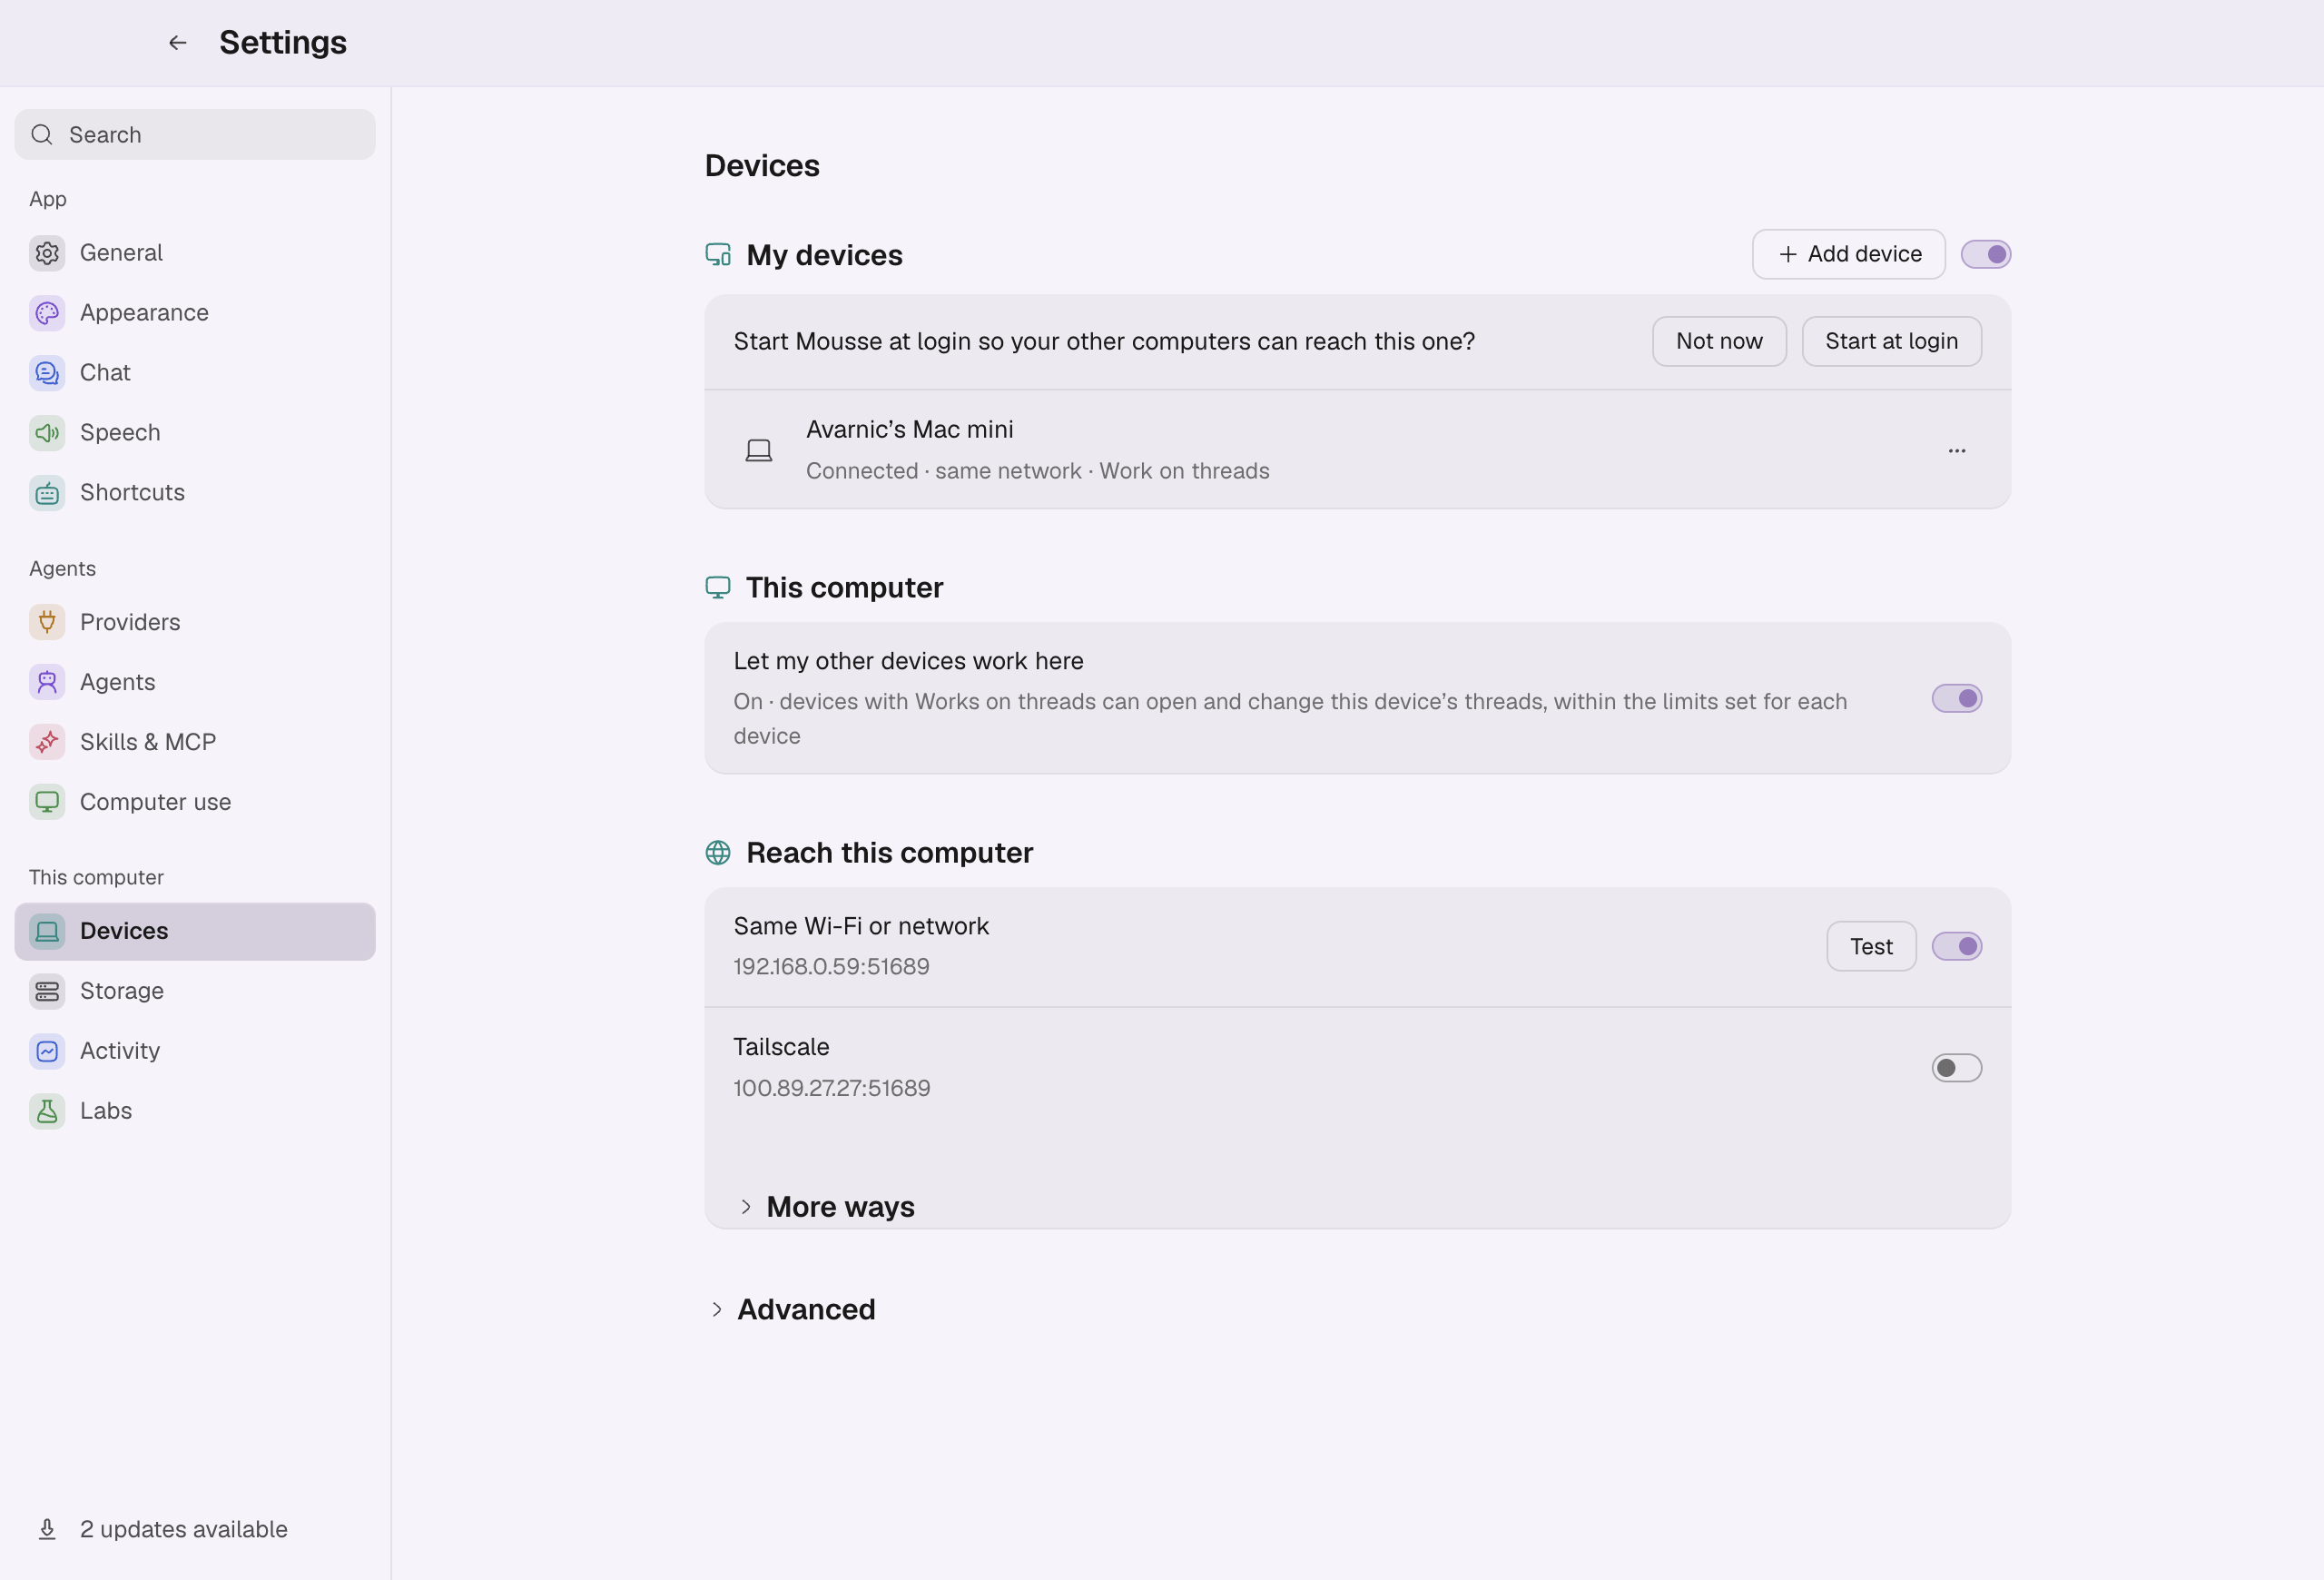 Settings
Search
App
General
Appearance
Chat
Speech
Shortcuts
Agents
Providers
Agents
Skills & MCP
Computer use
This computer
Devices
Storage
Activity
Labs
2 updates available
Devices
My devices
Add device
Start Mousse at login so your other computers can reach this one?
Not now
Start at login
Avarnic’s Mac mini
Connected · same network · Work on threads
This computer
Let my other devices work here
On · devices with Works on threads can open and change this device’s threads, within the limits set for each
device
Reach this computer
Same Wi-Fi or network
192.168.0.59:51689
Test
Tailscale
100.89.27.27:51689
More ways
Advanced